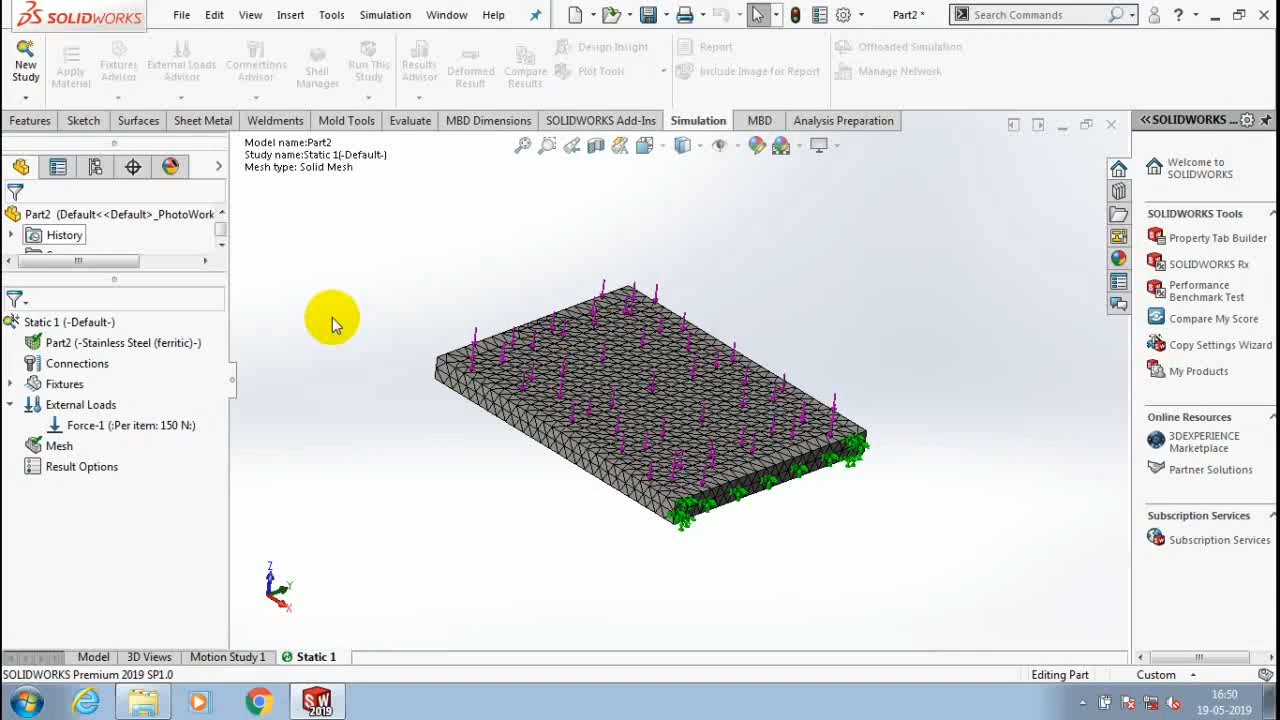 SOLIDWORKS
File Edit View Insert Tools Simulation Window Help
Part2 *
Search Commands
New Study
Apply Material
Fixtures Advisor
External Loads Advisor
Connections Advisor
Shell Manager
Run This Study
Results Advisor
Deformed Result
Compare Results
Design Insight
Plot Tools
Report
Include Image for Report
Offloaded Simulation
Manage Network
Features Sketch Surfaces Sheet Metal Weldments Mold Tools Evaluate MBD Dimensions SOLIDWORKS Add-Ins Simulation MBD Analysis Preparation
Model name:Part2
Study name:Static 1(-Default-)
Mesh type: Solid Mesh
Part2 (Default<<Default>_PhotoWork
History
Static 1 (-Default-)
Part2 (-Stainless Steel (ferritic)-)
Connections
Fixtures
External Loads
Force-1 (:Per item: 150 N:)
Mesh
Result Options
Z
Y
X
SOLIDWORKS ...
Welcome to
SOLIDWORKS
SOLIDWORKS Tools
Property Tab Builder
SOLIDWORKS Rx
Performance
Benchmark Test
Compare My Score
Copy Settings Wizard
My Products
Online Resources
3DEXPERIENCE
Marketplace
Partner Solutions
Subscription Services
Subscription Services
Model 3D Views Motion Study 1 Static 1
SOLIDWORKS Premium 2019 SP1.0
Editing Part
Custom
SW
2019
16:50
19-05-2019